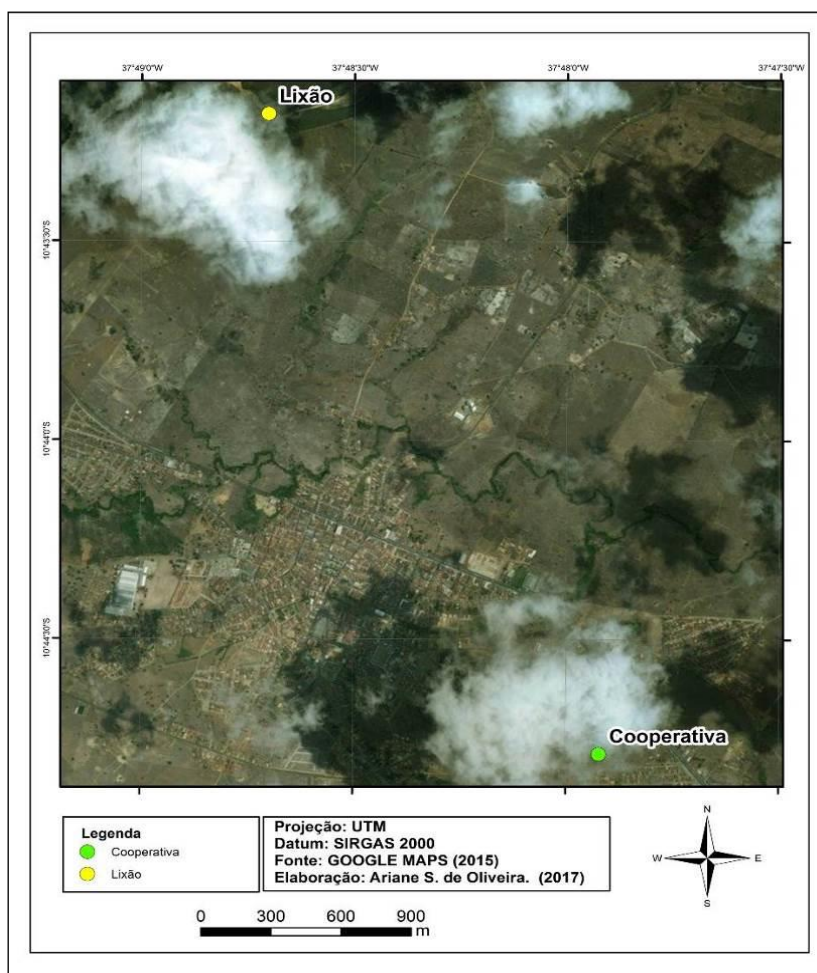 37°49'0"W 37°48'30"W 37°48'0"W 37°47'30"W
Lixão
10°43'30"S
10°44'0"S
10°44'30"S
Cooperativa
Legenda
Cooperativa
Lixão
Projeção: UTM
Datum: SIRGAS 2000
Fonte: GOOGLE MAPS (2015)
Elaboração: Ariane S. de Oliveira. (2017)
N
W E
S
0 300 600 900
m